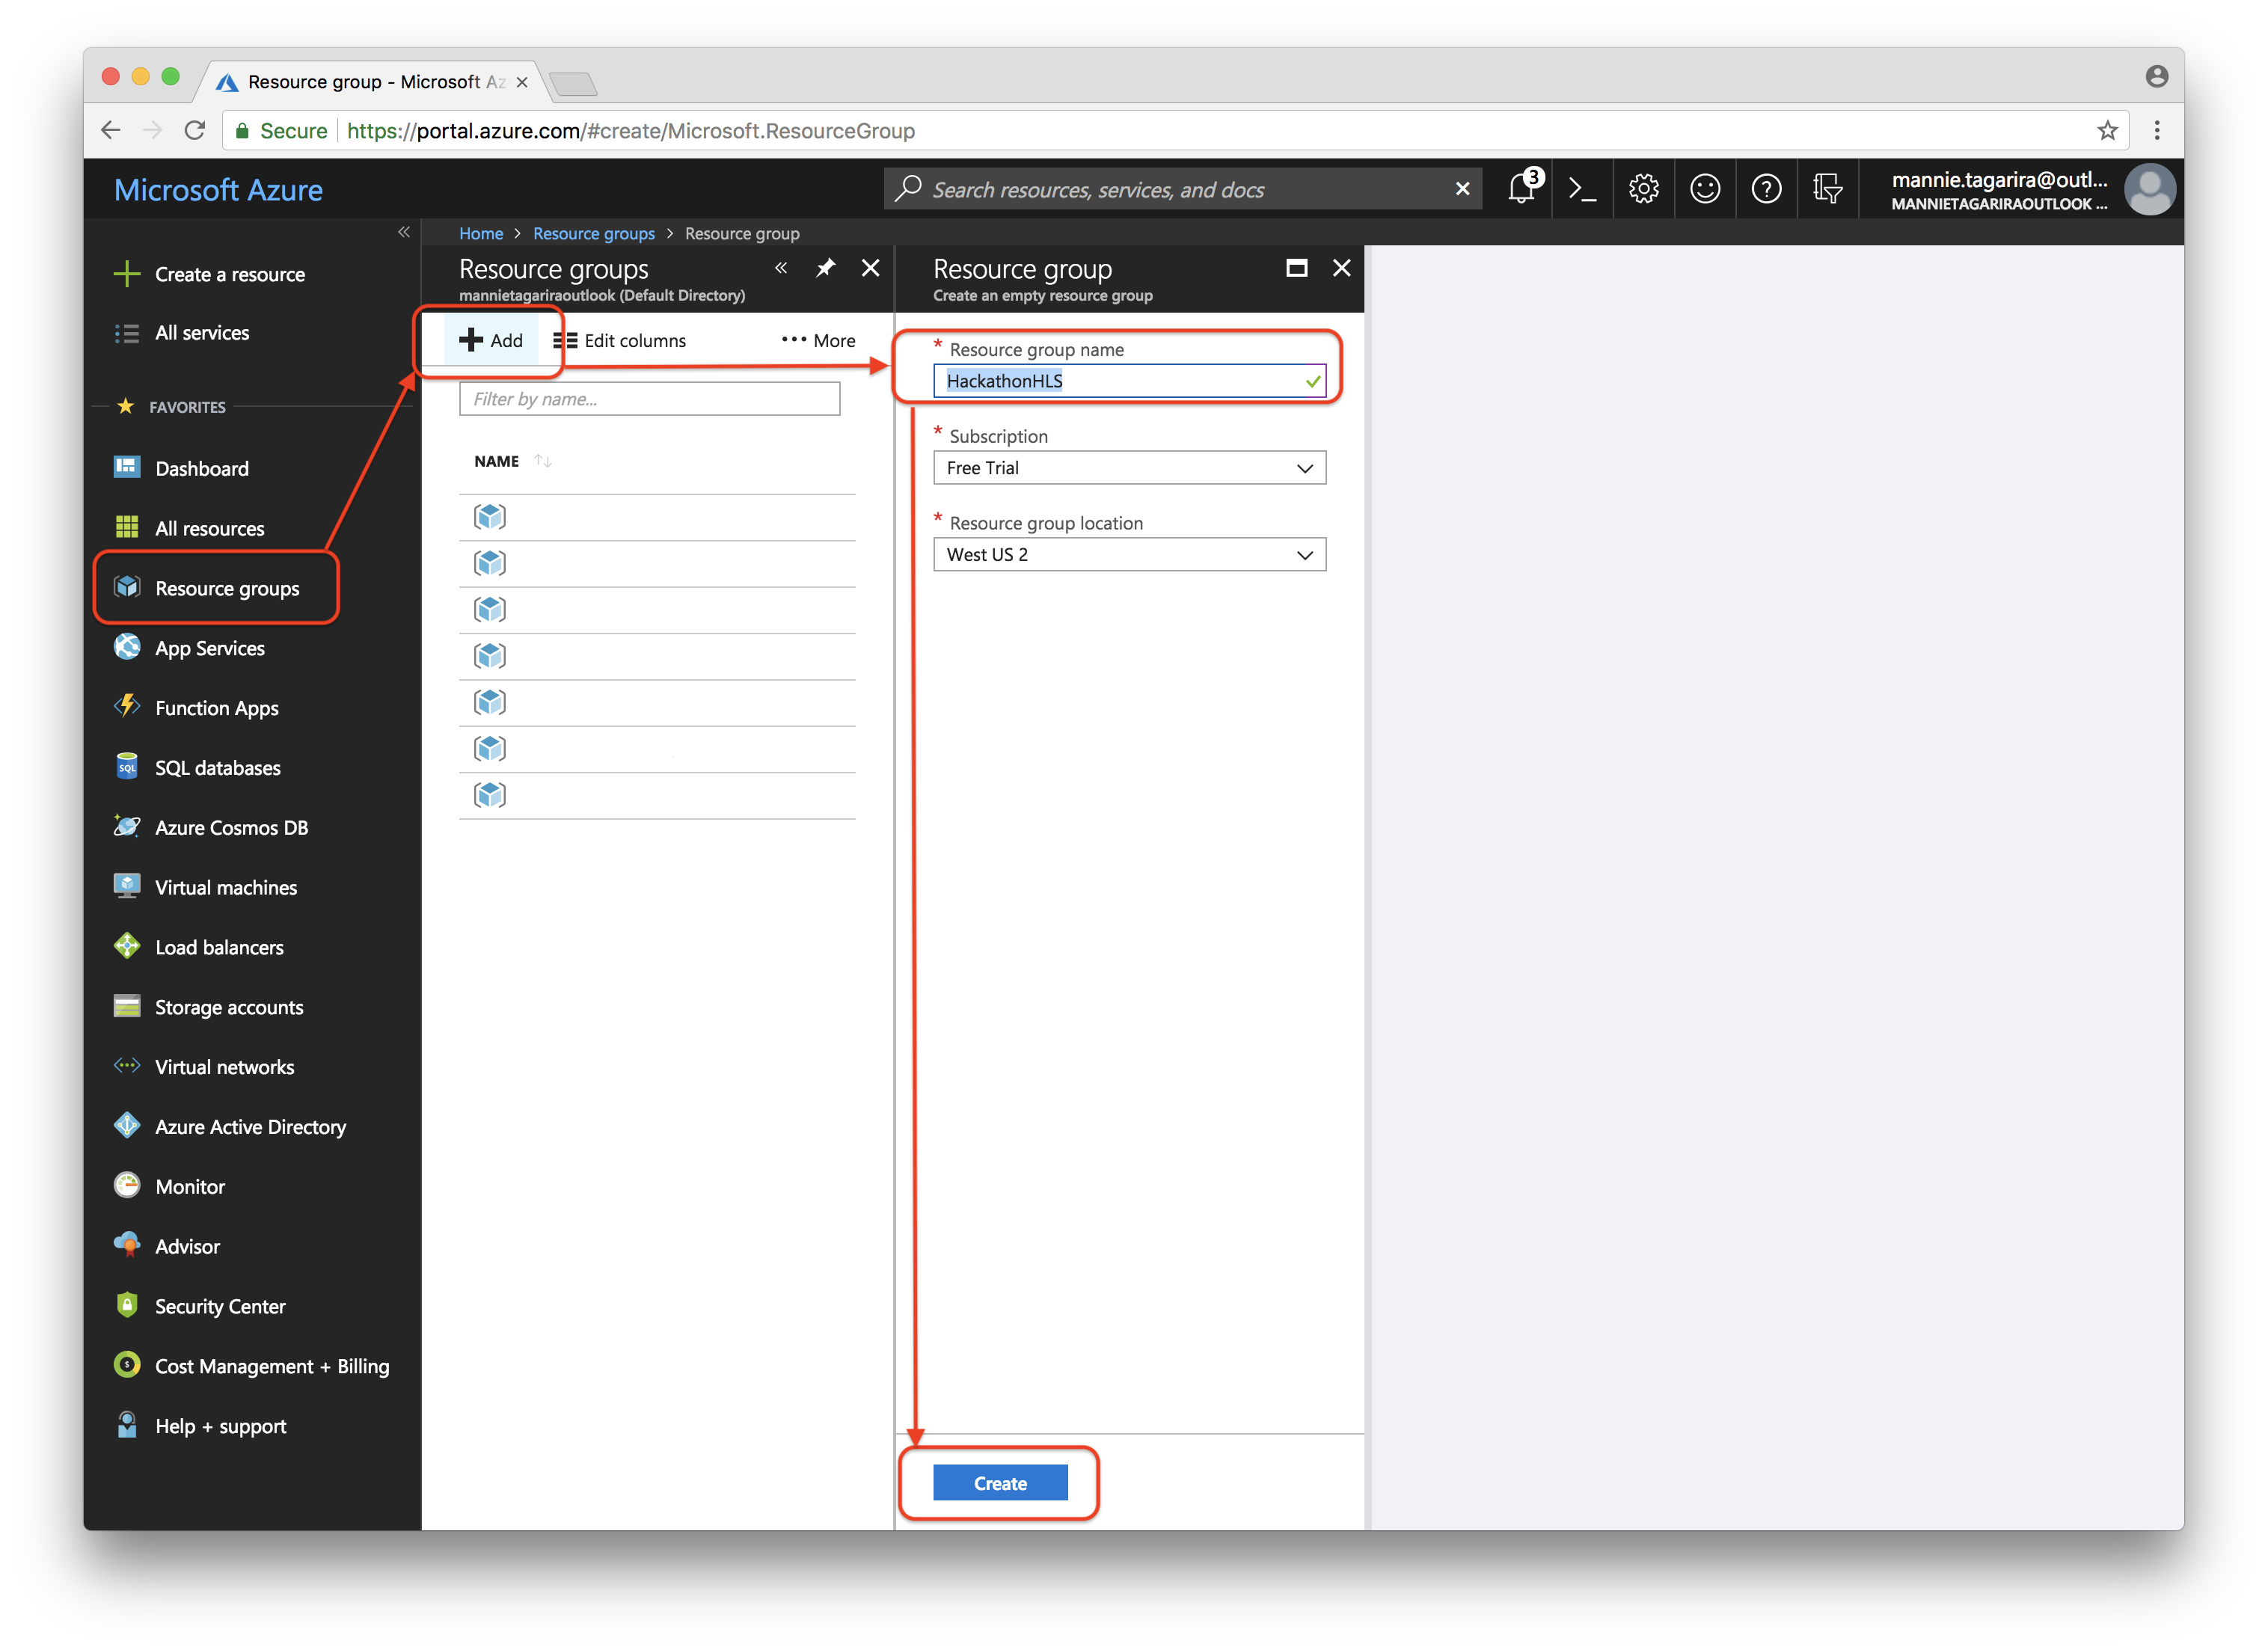 Resource group - Microsoft Az
Secure https://portal.azure.com/#create/Microsoft.ResourceGroup
Microsoft Azure
Search resources, services, and docs
3
mannie.tagarira@outl...
MANNIETAGARIRAOUTLOOK ...
Home > Resource groups > Resource group
Create a resource
All services
FAVORITES
Dashboard
All resources
Resource groups
App Services
Function Apps
SQL
SQL databases
Azure Cosmos DB
Virtual machines
Load balancers
Storage accounts
Virtual networks
Azure Active Directory
Monitor
Advisor
Security Center
Cost Management + Billing
Help + support
Resource groups
mannietagariraoutlook (Default Directory)
Add
Edit columns
More
Filter by name...
NAME
Resource group
Create an empty resource group
* Resource group name
HackathonHLS
* Subscription
Free Trial
* Resource group location
West US 2
Create